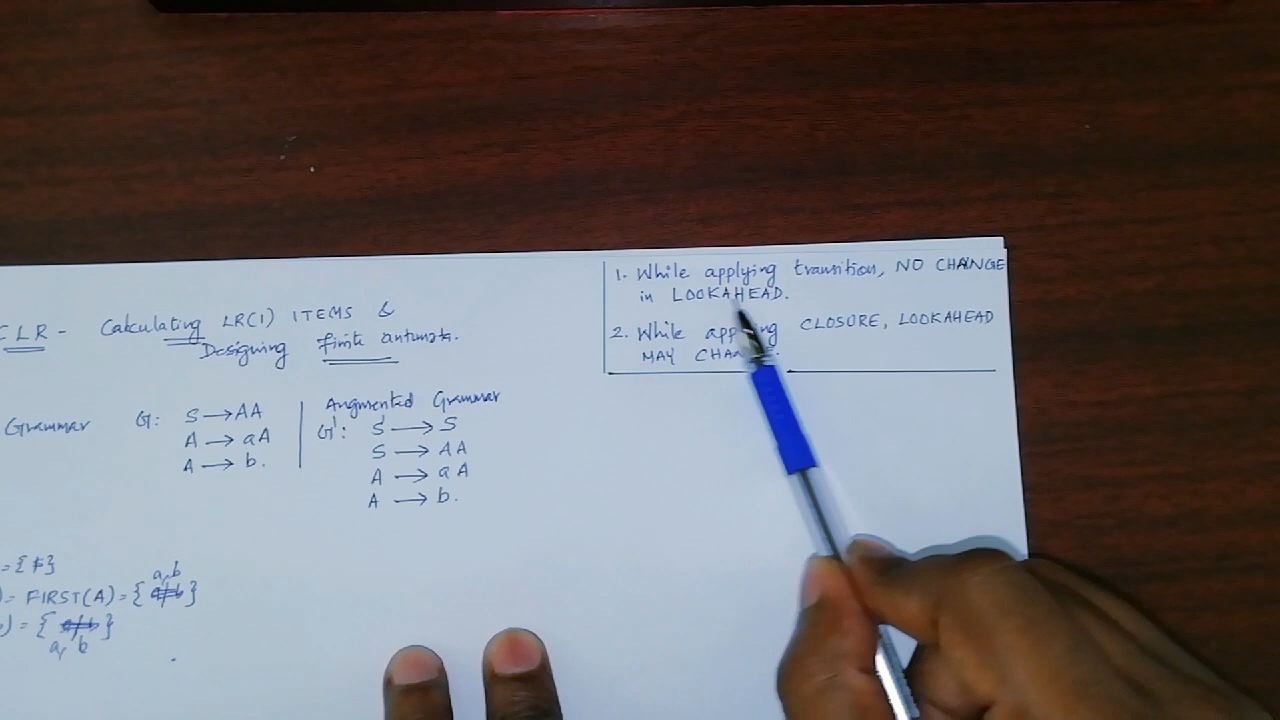 1. While applying transition, NO CHANGE
in LOOKAHEAD.
2. While applying CLOSURE, LOOKAHEAD
MAY
CLR - Calculating LR(1) ITEMS &
Designing finite automata.
Grammar G: S → AA
A → aA
A → b.
Augmented Grammar
G': S' → S
S → AA
A → aA
A → b.
= {$}
a, b
) = FIRST(A) = { }
) = { }
a, b